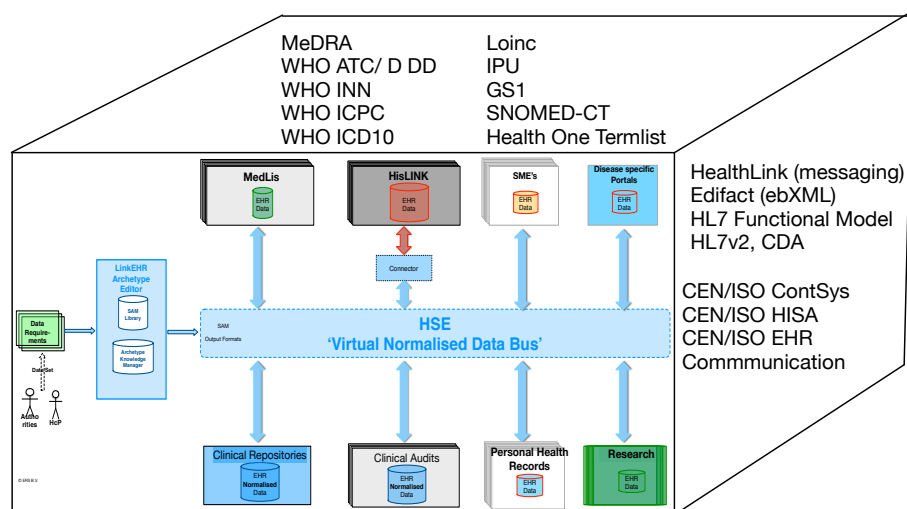 MeDRA
WHO ATC/ D DD
WHO INN
WHO ICPC
WHO ICD10
Loinc
IPU
GS1
SNOMED-CT
Health One Termlist
HealthLink (messaging)
Edifact (ebXML)
HL7 Functional Model
HL7v2, CDA
CEN/ISO ContSys
CEN/ISO HISA
CEN/ISO EHR
Commmunication
MedLis
EHR
Data
HisLINK
EHR
Data
SME's
EHR
Data
Disease specific
Portals
EHR
Data
Connector
LinkEHR
Archetype
Editor
SAM
Library
Archetype
Knowledge
Manager
Data
Require-
ments
Data Set
Autho
rities
HcP
SAM
Output Formats
HSE
‘Virtual Normalised Data Bus’
Clinical Repositories
EHR
Normalised
Data
Clinical Audits
EHR
Normalised
Data
Personal Health
Records
EHR
Data
Research
EHR
Data
© ERS B.V.